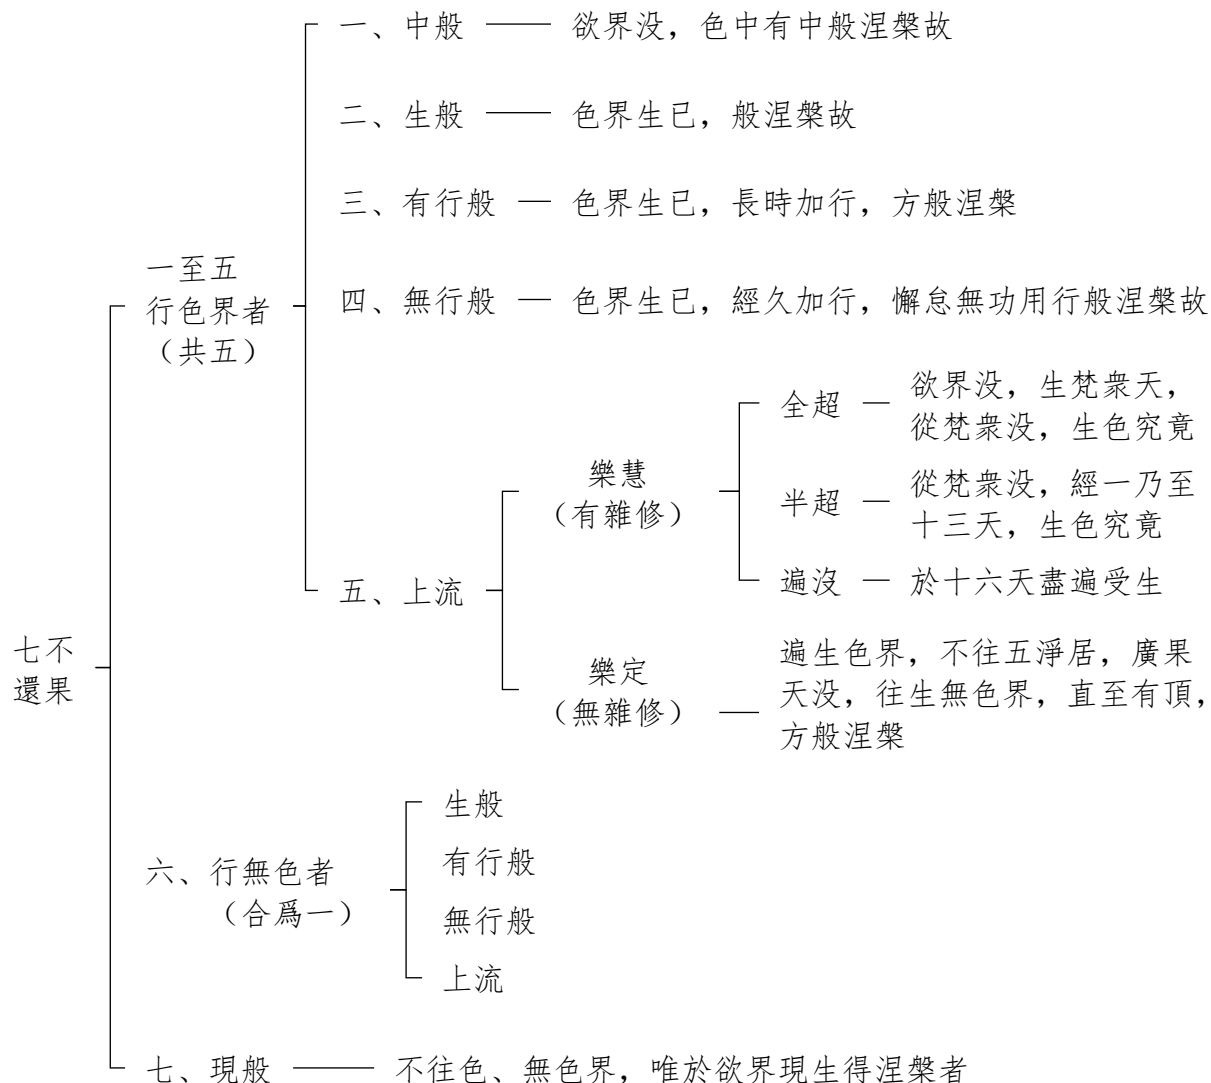 七不
還果
一至五
行色界者
（共五）
一、中般
欲界没，色中有中般涅槃故
二、生般
色界生已，般涅槃故
三、有行般
色界生已，長時加行，方般涅槃
四、無行般
色界生已，經久加行，懈怠無功用行般涅槃故
五、上流
樂慧
（有雜修）
全超
欲界没，生梵衆天，
從梵衆没，生色究竟
半超
從梵衆没，經一乃至
十三天，生色究竟
遍沒
於十六天盡遍受生
樂定
（無雜修）
遍生色界，不往五淨居，廣果
天没，往生無色界，直至有頂，
方般涅槃
六、行無色者
（合爲一）
生般
有行般
無行般
上流
七、現般
不往色、無色界，唯於欲界現生得涅槃者